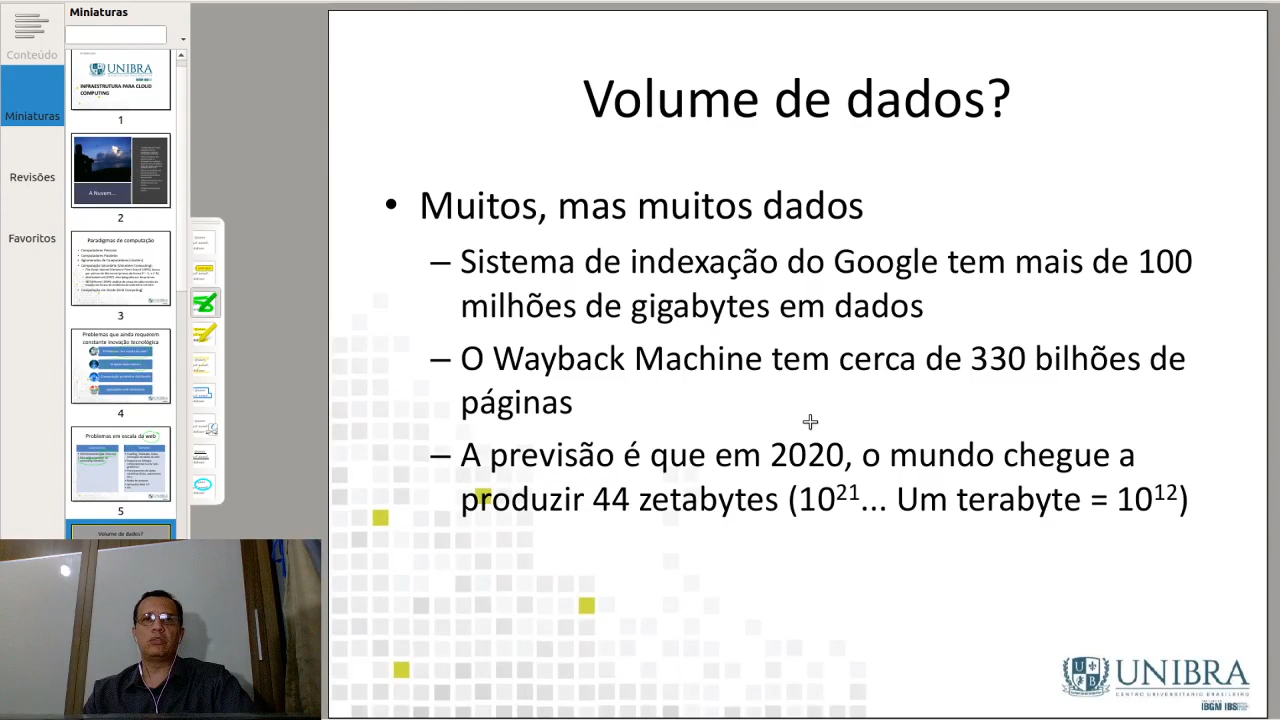 Miniaturas
Conteúdo
Miniaturas
Revisões
Favoritos
UNIBRA
INFRAESTRUTURA PARA CLOUD
COMPUTING
1
A Nuvem...
2
Paradigmas de computação
3
Problemas que ainda requerem
constante inovação tecnológica
4
Problemas em escala da web
5
Volume de dados?
Volume de dados?
• Muitos, mas muitos dados
– Sistema de indexação do Google tem mais de 100
milhões de gigabytes em dados
– O Wayback Machine tem cerca de 330 bilhões de
páginas
– A previsão é que em 2020, o mundo chegue a
produzir 44 zetabytes (10²¹... Um terabyte = 10¹²)
UNIBRA
CENTRO UNIVERSITÁRIO BRASILEIRO
IBGM IBS